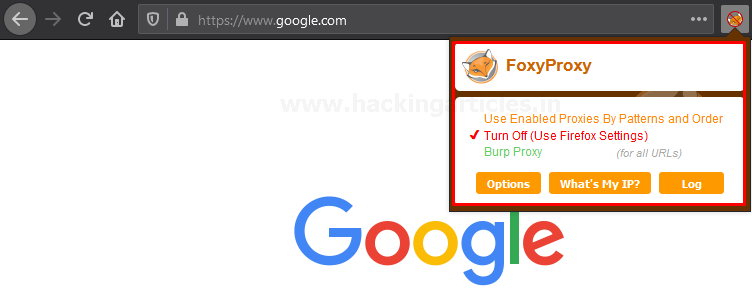 https://www.google.com
FoxyProxy
www.hackingarticles.in
Use Enabled Proxies By Patterns and Order
Turn Off (Use Firefox Settings)
Burp Proxy (for all URLs)
Options What's My IP? Log
Google